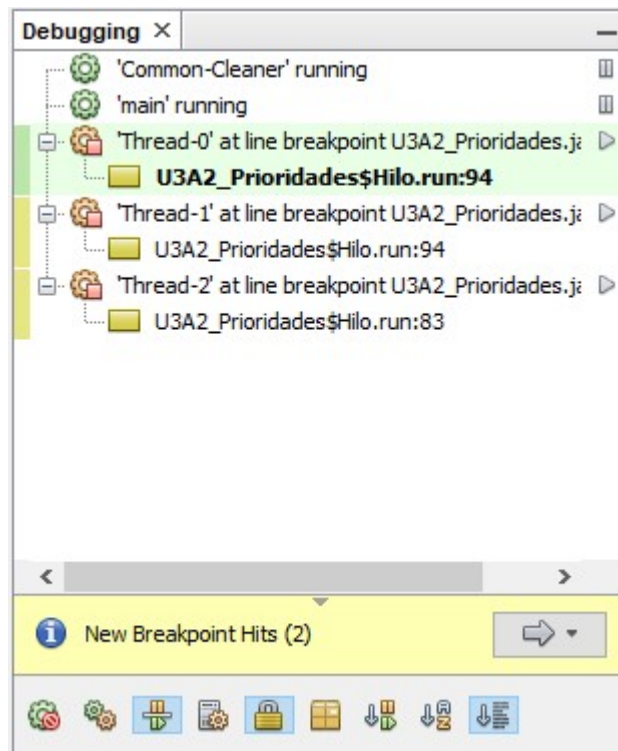 Debugging
'Common-Cleaner' running
'main' running
'Thread-0' at line breakpoint U3A2_Prioridades.ja
U3A2_Prioridades$Hilo.run:94
'Thread-1' at line breakpoint U3A2_Prioridades.ja
U3A2_Prioridades$Hilo.run:94
'Thread-2' at line breakpoint U3A2_Prioridades.ja
U3A2_Prioridades$Hilo.run:83
New Breakpoint Hits (2)